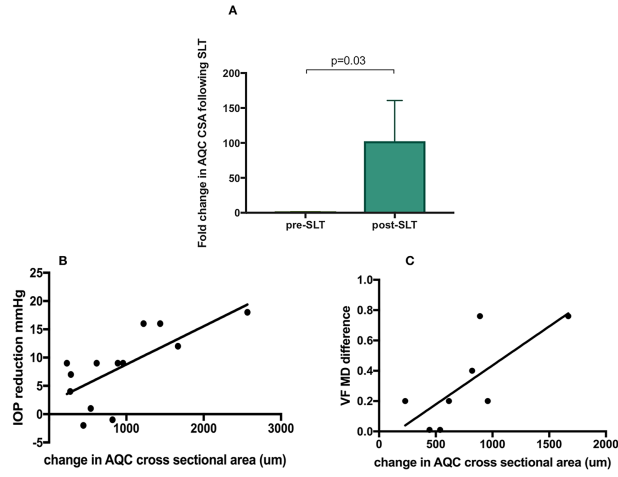 A
Fold change in AQC CSA following SLT
p=0.03
200
150
100
50
0
pre-SLT
post-SLT
B
IOP reduction mmHg
25
20
15
10
5
0
-5
1000
2000
3000
change in AQC cross sectional area (um)
C
VF MD difference
1.0
0.8
0.6
0.4
0.2
0.0
0
500
1000
1500
2000
change in AQC cross sectional area (um)